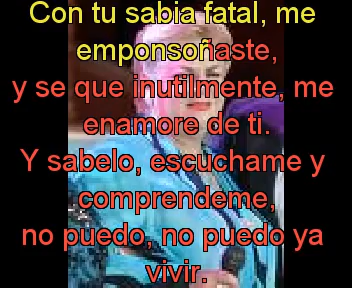 Con tu sabia fatal, me
emponsoñaste,
y se que inutilmente, me
enamore de ti.
Y sabelo, escuchame y
comprendeme,
no puedo, no puedo ya
vivir.